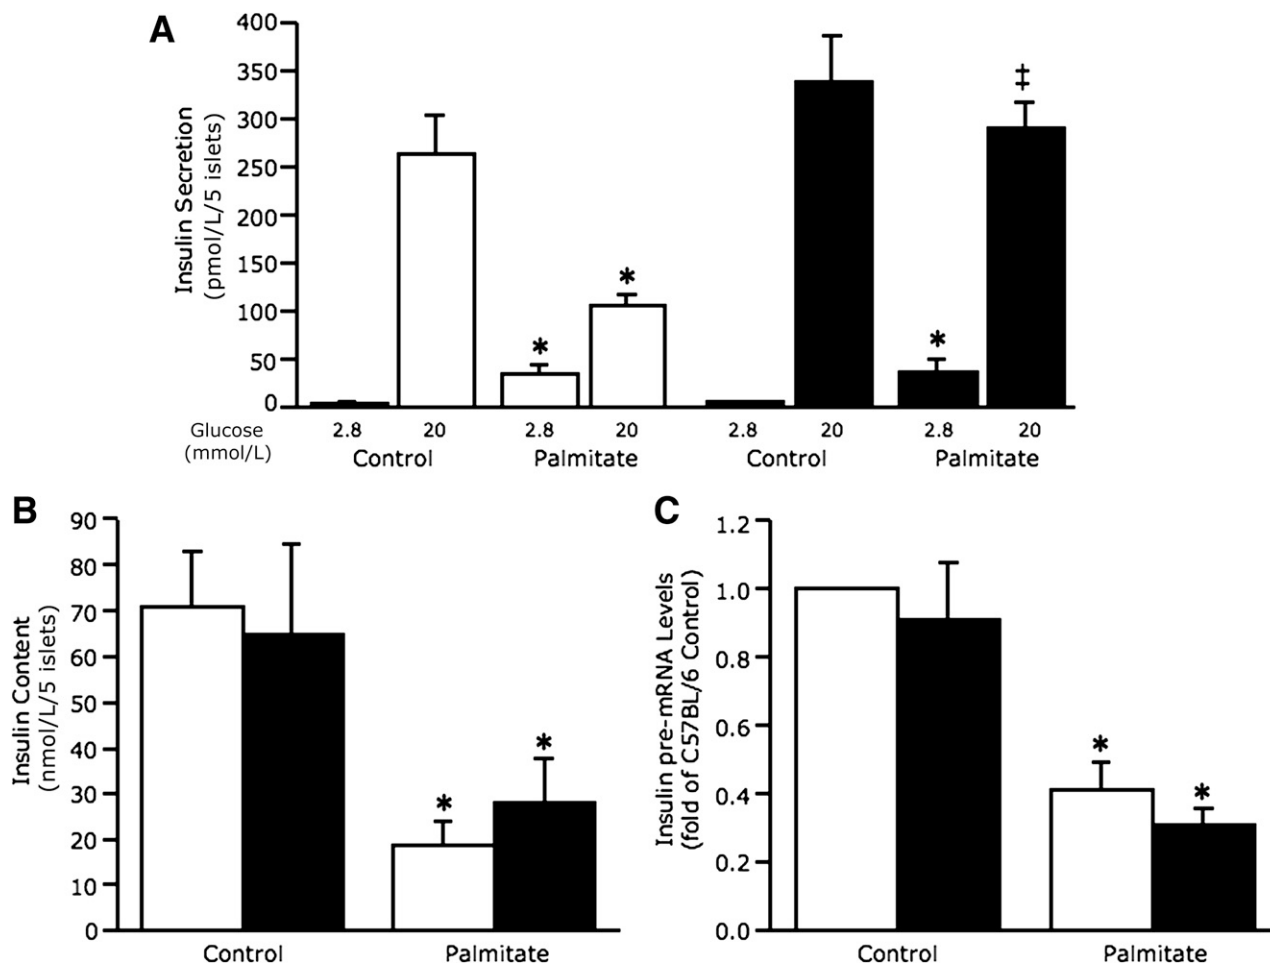 A
Insulin Secretion
(pmol/L/5 islets)
400
350
300
250
200
150
100
50
0
*
*
*
‡
Glucose
(mmol/L)
2.8 20 2.8 20 2.8 20 2.8 20
Control Palmitate Control Palmitate
B
Insulin Content
(nmol/L/5 islets)
90
80
70
60
50
40
30
20
10
0
*
*
Control Palmitate
C
Insulin pre-mRNA Levels
(fold of C57BL/6 Control)
1.2
1.0
0.8
0.6
0.4
0.2
0.0
*
*
Control Palmitate